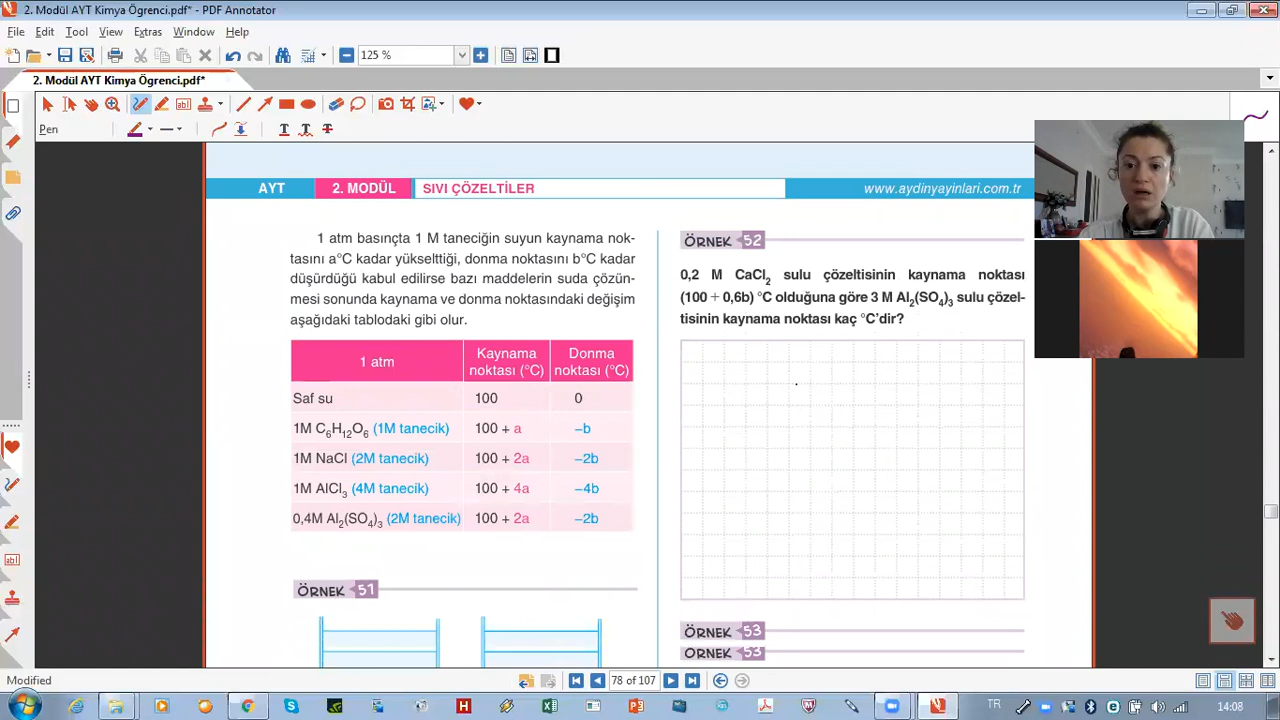 2. Modül AYT Kimya Ögrenci.pdf* - PDF Annotator
File Edit Tool View Extras Window Help
125 %
2. Modül AYT Kimya Ögrenci.pdf*
Pen
AYT 2. MODÜL SIVI ÇÖZELTİLER www.aydinyayinlari.com.tr
1 atm basınçta 1 M taneciğin suyun kaynama nok-
tasını a°C kadar yükselttiği, donma noktasını b°C kadar
düşürdüğü kabul edilirse bazı maddelerin suda çözün-
mesi sonunda kaynama ve donma noktasındaki değişim
aşağıdaki tablodaki gibi olur.
1 atm Kaynama noktası (°C) Donma noktası (°C)
Saf su 100 0
1M C₆H₁₂O₆ (1M tanecik) 100 + a –b
1M NaCl (2M tanecik) 100 + 2a –2b
1M AlCl₃ (4M tanecik) 100 + 4a –4b
0,4M Al₂(SO₄)₃ (2M tanecik) 100 + 2a –2b
ÖRNEK 51
ÖRNEK 52
0,2 M CaCl₂ sulu çözeltisinin kaynama noktası
(100 + 0,6b) °C olduğuna göre 3 M Al₂(SO₄)₃ sulu çözel-
tisinin kaynama noktası kaç °C'dir?
ÖRNEK 53
ÖRNEK 53
Modified
78 of 107
TR 14:08